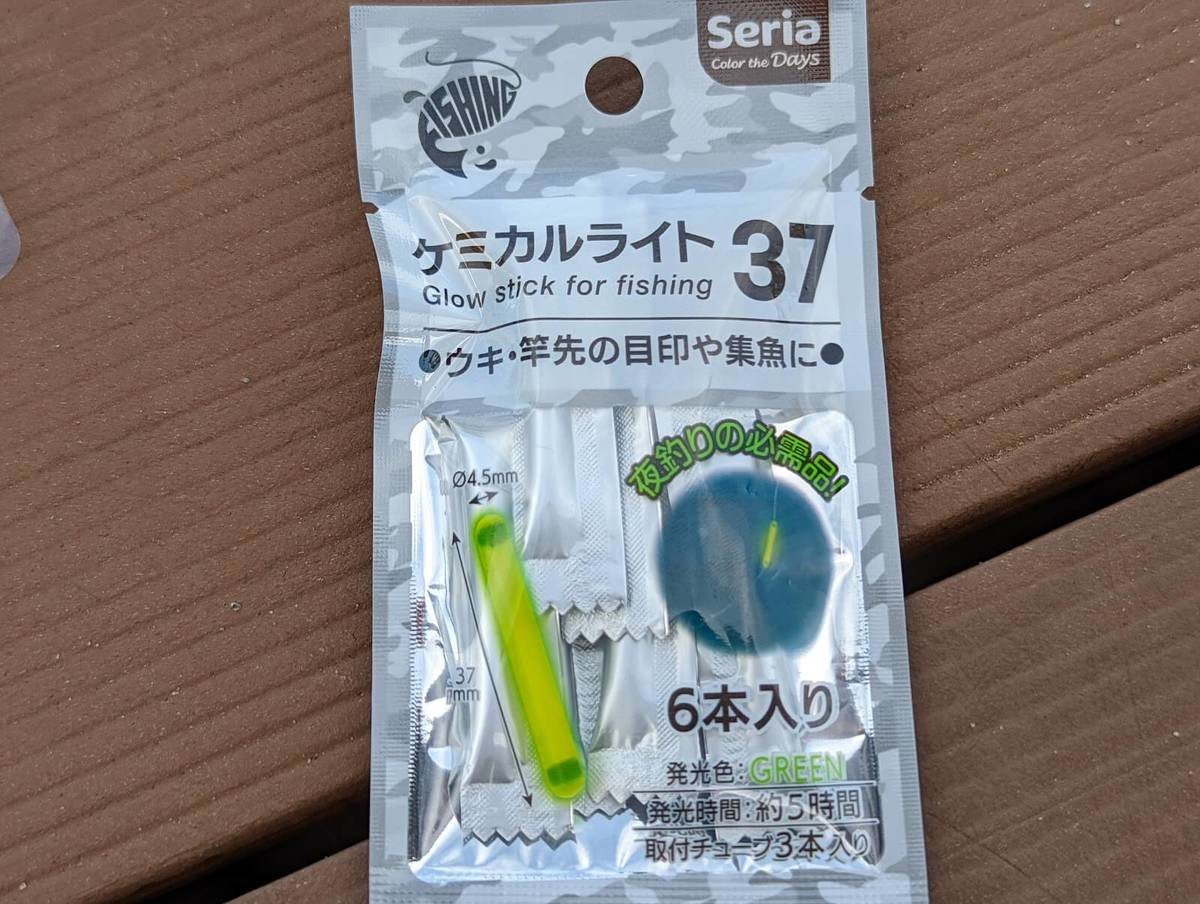 Seria
Color the Days
FISHING
ケミカルライト 37
Glow stick for fishing
●ウキ・竿先の目印や集魚に●
夜釣りの必需品!
Ø4.5mm
37
mm
6本入り
発光色:GREEN
発光時間:約5時間
取付チューブ3本入り